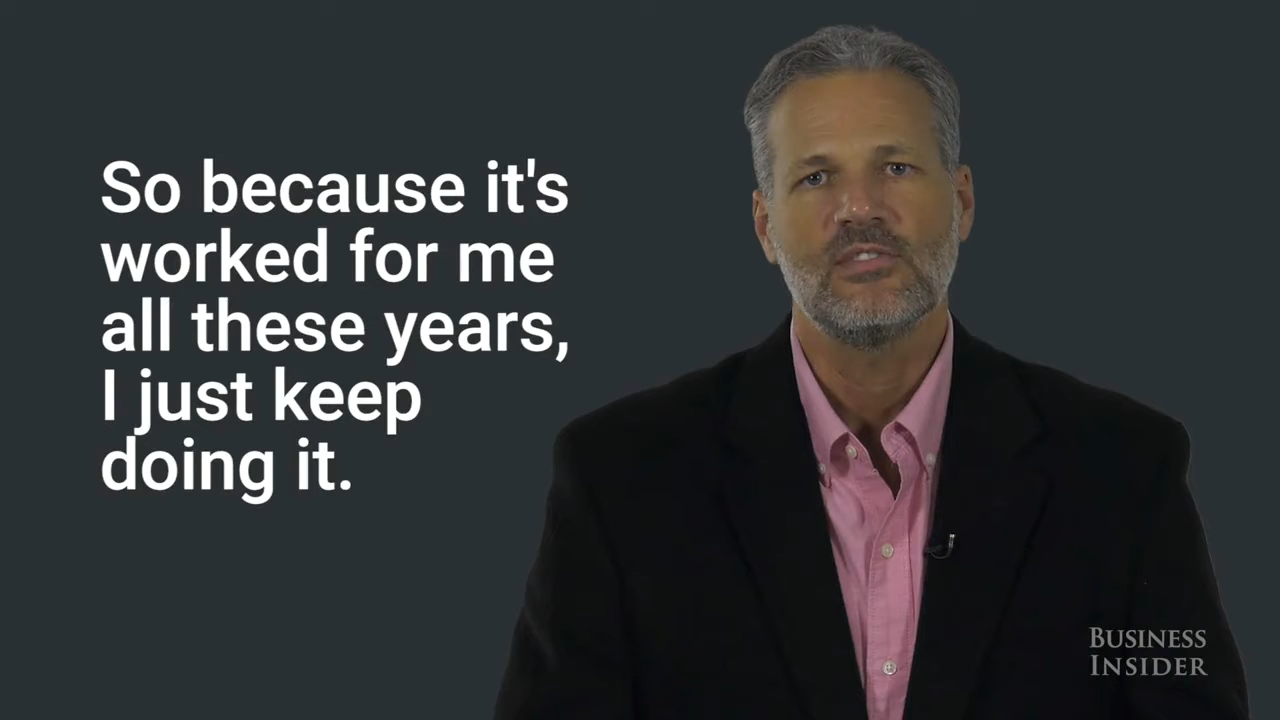 So because it's
worked for me
all these years,
I just keep
doing it.
BUSINESS
INSIDER